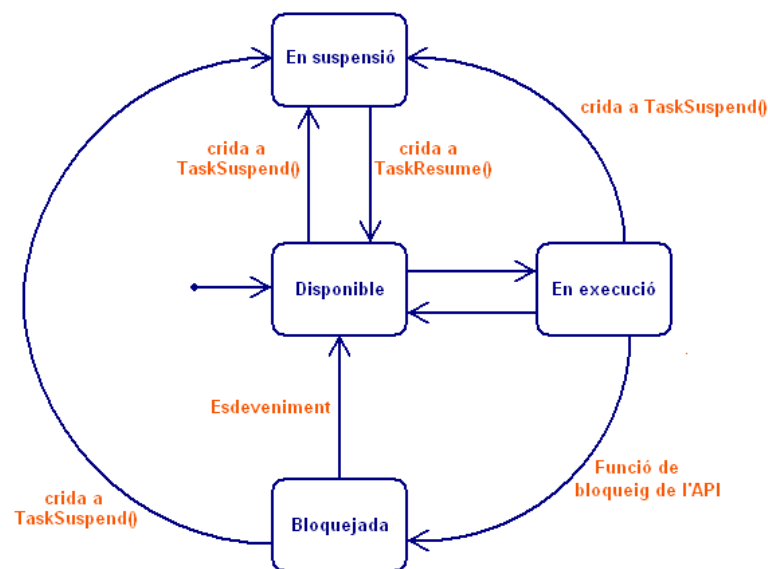 En suspensió
crida a TaskSuspend()
crida a
TaskSuspend()
crida a
TaskResume()
Disponible
En execució
Esdeveniment
Funció de
bloqueig de l'API
crida a
TaskSuspend()
Bloquejada